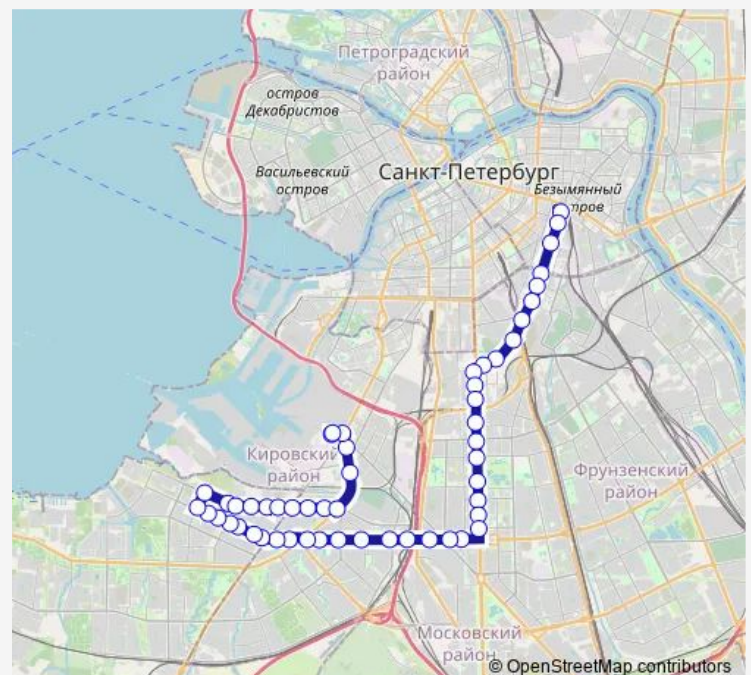 Петроградский
район
остров
Декабристов
Васильевский
остров
Санкт-Петербург
Безымянный
Кировский
район
Фрунзенский
район
Московский
район
© OpenStreetMap contributors